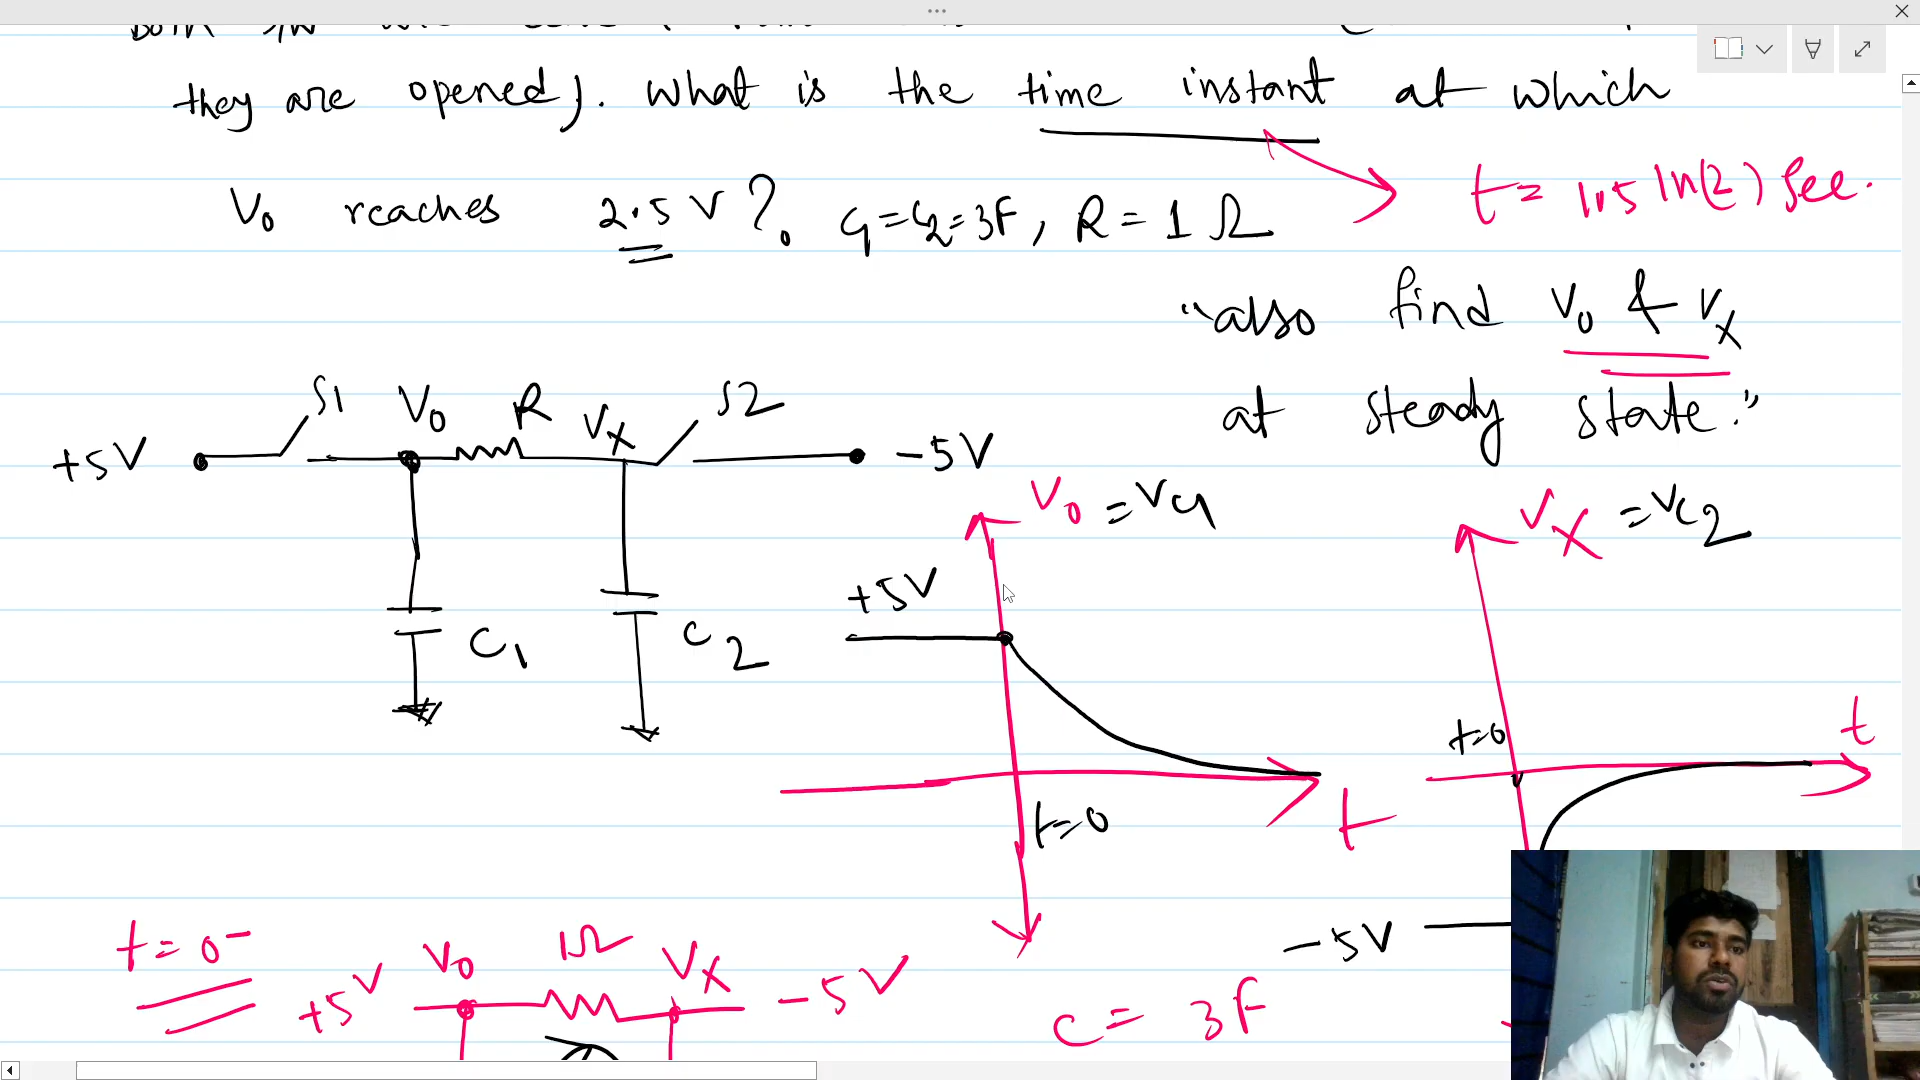 they are opened). What is the time instant at which
V0 reaches 2.5 V ?. C1 = C2 = 3F, R = 1 Ω
t = 1.5 ln(2) Sec.
"also find V0 & VX
at steady state."
+5V S1 V0 R VX S2 -5V
C1 C2
V0 = VC1
+5V
t=0
t
VX = VC2
t=0
t
-5V
t = 0-
+5V V0 1Ω VX -5V
C = 3F